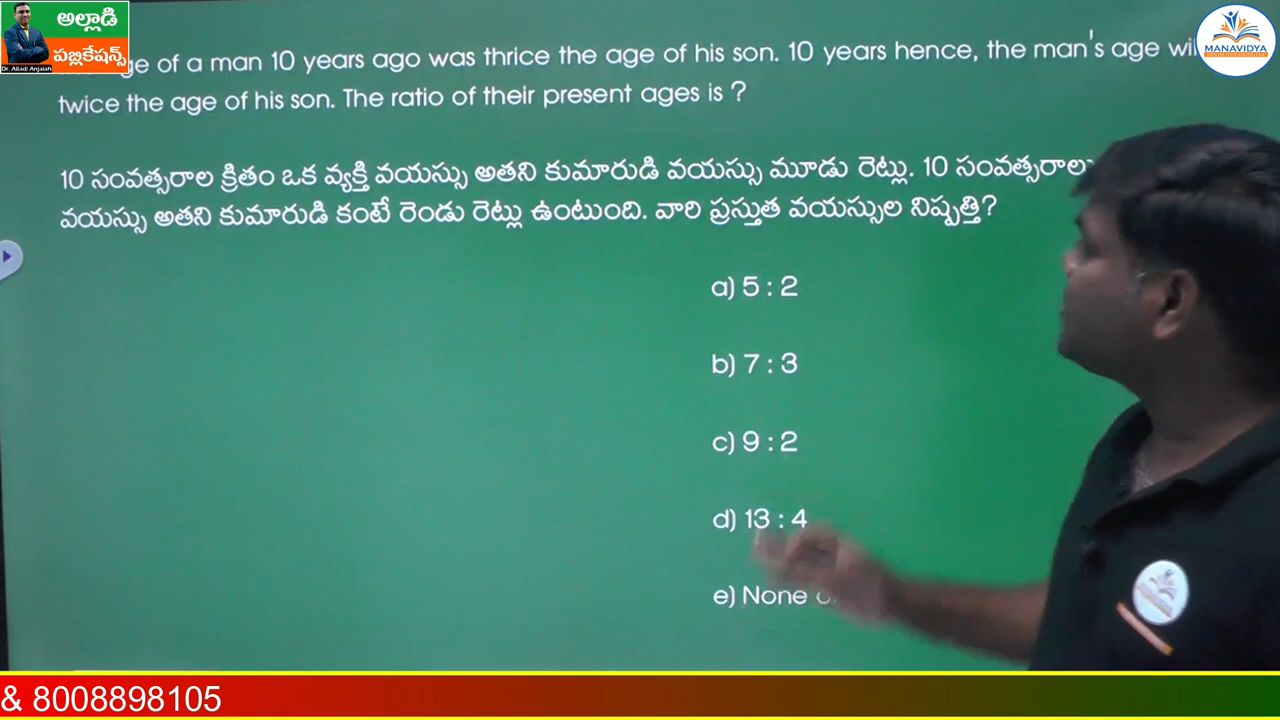 అల్లాడి
పబ్లికేషన్స్
Dr. Alladi Anjaiah
MANAVIDYA
of a man 10 years ago was thrice the age of his son. 10 years hence, the man's age
twice the age of his son. The ratio of their present ages is ?
10 సంవత్సరాల క్రితం ఒక వ్యక్తి వయస్సు అతని కుమారుడి వయస్సు మూడు రెట్లు. 10 సంవత్సరాలు
వయస్సు అతని కుమారుడి కంటే రెండు రెట్లు ఉంటుంది. వారి ప్రస్తుత వయస్సుల నిష్పత్తి?
a) 5 : 2
b) 7 : 3
c) 9 : 2
d) 13 : 4
e) None
& 8008898105